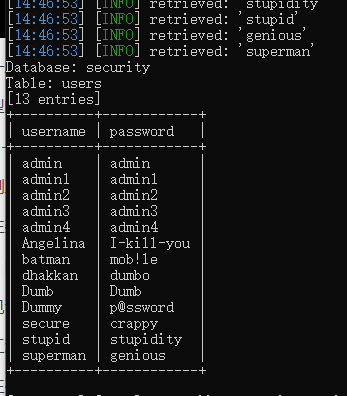 [14:46:53] [INFO] retrieved: 'stupidity'
[14:46:53] [INFO] retrieved: 'stupid'
[14:46:53] [INFO] retrieved: 'genious'
[14:46:53] [INFO] retrieved: 'superman'
Database: security
Table: users
[13 entries]
+----------+------------+
| username | password   |
+----------+------------+
| admin    | admin      |
| admin1   | admin1     |
| admin2   | admin2     |
| admin3   | admin3     |
| admin4   | admin4     |
| Angelina | I-kill-you |
| batman   | mob!le     |
| dhakkan  | dumbo      |
| Dumb     | Dumb       |
| Dummy    | p@ssword   |
| secure   | crappy     |
| stupid   | stupidity  |
| superman | genious    |
+----------+------------+